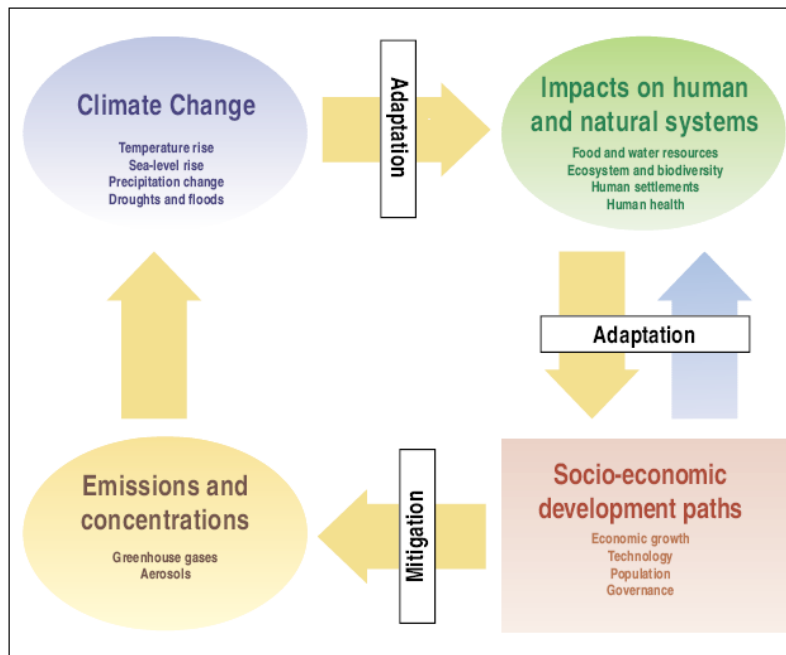 Climate Change
Temperature rise
Sea-level rise
Precipitation change
Droughts and floods
Adaptation
Impacts on human
and natural systems
Food and water resources
Ecosystem and biodiversity
Human settlements
Human health
Adaptation
Emissions and
concentrations
Greenhouse gases
Aerosols
Mitigation
Socio-economic
development paths
Economic growth
Technology
Population
Governance